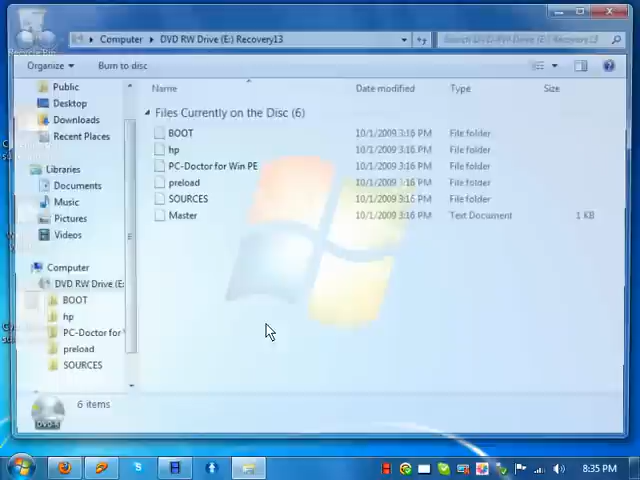 Computer ▸ DVD RW Drive (E:) Recovery13
Search DVD RW Drive (E:) Recovery13
Organize
Burn to disc
Name
Date modified
Type
Size
Files Currently on the Disc (6)
BOOT 10/1/2009 3:16 PM File folder
hp 10/1/2009 3:16 PM File folder
PC-Doctor for Win PE 10/1/2009 3:16 PM File folder
preload 10/1/2009 3:16 PM File folder
SOURCES 10/1/2009 3:16 PM File folder
Master 10/1/2009 3:16 PM Text Document 1 KB
Public
Desktop
Downloads
Recent Places
Libraries
Documents
Music
Pictures
Videos
Computer
DVD RW Drive (E:
BOOT
hp
PC-Doctor for
preload
SOURCES
6 items
Recycle Bin
8:35 PM